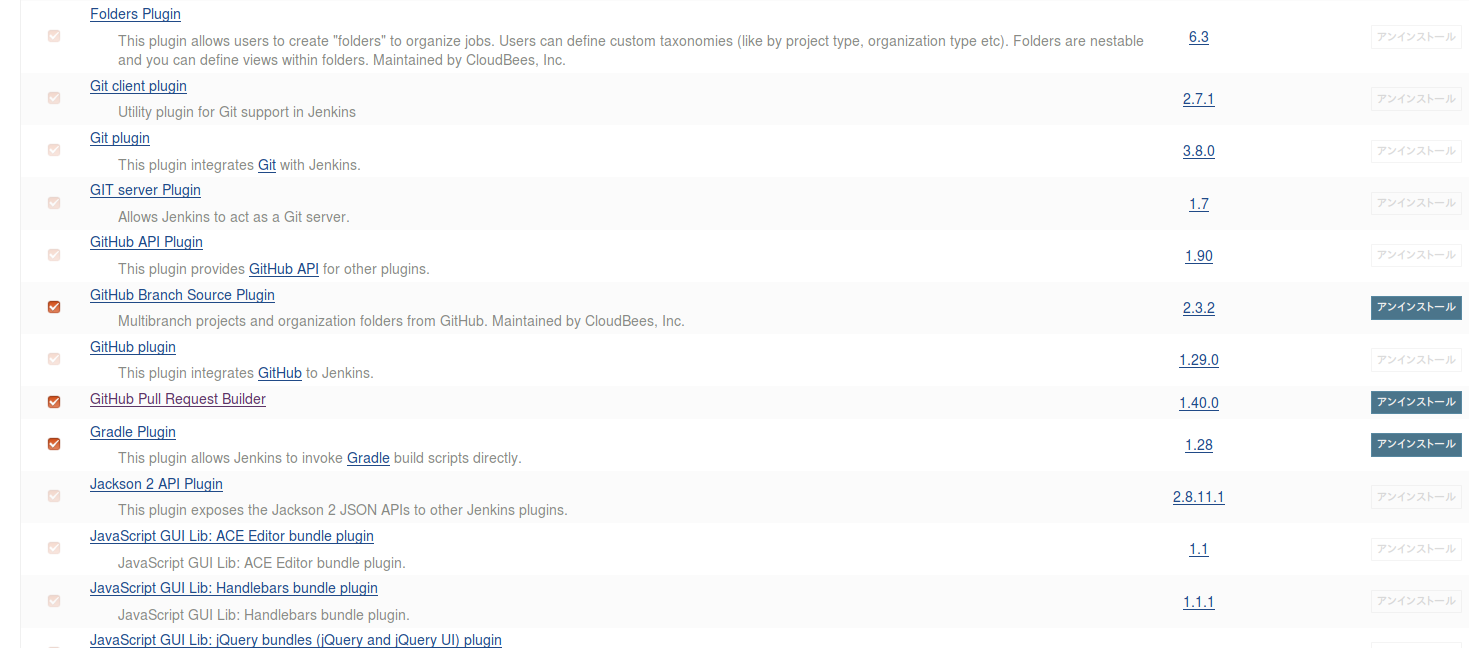 Folders Plugin
This plugin allows users to create "folders" to organize jobs. Users can define custom taxonomies (like by project type, organization type etc). Folders are nestable
and you can define views within folders. Maintained by CloudBees, Inc.
6.3
アンインストール
Git client plugin
Utility plugin for Git support in Jenkins
2.7.1
アンインストール
Git plugin
This plugin integrates Git with Jenkins.
3.8.0
アンインストール
GIT server Plugin
Allows Jenkins to act as a Git server.
1.7
アンインストール
GitHub API Plugin
This plugin provides GitHub API for other plugins.
1.90
アンインストール
GitHub Branch Source Plugin
Multibranch projects and organization folders from GitHub. Maintained by CloudBees, Inc.
2.3.2
アンインストール
GitHub plugin
This plugin integrates GitHub to Jenkins.
1.29.0
アンインストール
GitHub Pull Request Builder
1.40.0
アンインストール
Gradle Plugin
This plugin allows Jenkins to invoke Gradle build scripts directly.
1.28
アンインストール
Jackson 2 API Plugin
This plugin exposes the Jackson 2 JSON APIs to other Jenkins plugins.
2.8.11.1
アンインストール
JavaScript GUI Lib: ACE Editor bundle plugin
JavaScript GUI Lib: ACE Editor bundle plugin.
1.1
アンインストール
JavaScript GUI Lib: Handlebars bundle plugin
JavaScript GUI Lib: Handlebars bundle plugin.
1.1.1
アンインストール
JavaScript GUI Lib: jQuery bundles (jQuery and jQuery UI) plugin